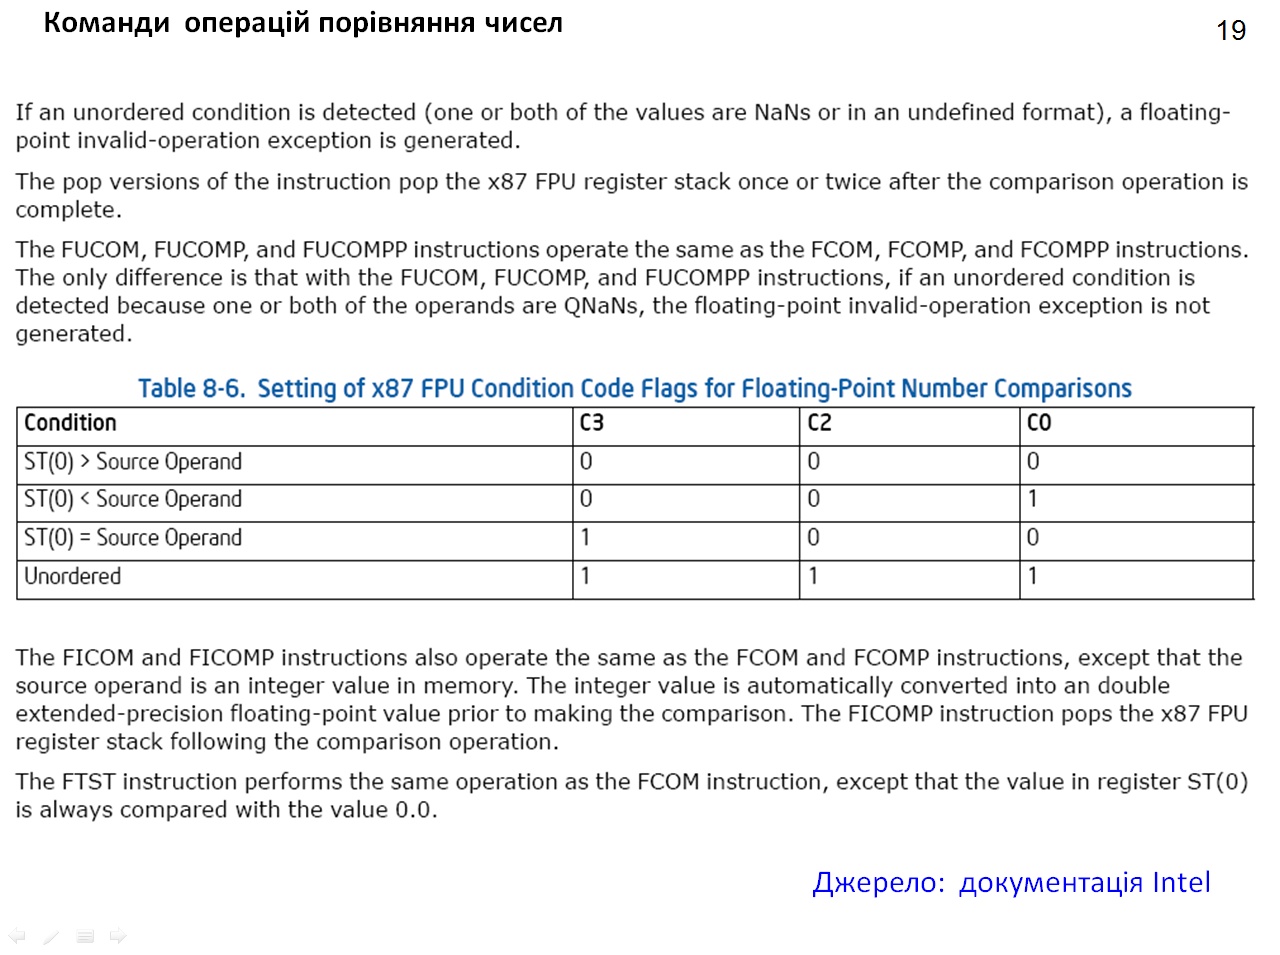 Команди операцій порівняння чисел
19
If an unordered condition is detected (one or both of the values are NaNs or in an undefined format), a floating-
point invalid-operation exception is generated.
The pop versions of the instruction pop the x87 FPU register stack once or twice after the comparison operation is
complete.
The FUCOM, FUCOMP, and FUCOMPP instructions operate the same as the FCOM, FCOMP, and FCOMPP instructions.
The only difference is that with the FUCOM, FUCOMP, and FUCOMPP instructions, if an unordered condition is
detected because one or both of the operands are QNaNs, the floating-point invalid-operation exception is not
generated.
Table 8-6. Setting of x87 FPU Condition Code Flags for Floating-Point Number Comparisons
Condition C3 C2 C0
ST(0) > Source Operand 0 0 0
ST(0) < Source Operand 0 0 1
ST(0) = Source Operand 1 0 0
Unordered 1 1 1
The FICOM and FICOMP instructions also operate the same as the FCOM and FCOMP instructions, except that the
source operand is an integer value in memory. The integer value is automatically converted into an double
extended-precision floating-point value prior to making the comparison. The FICOMP instruction pops the x87 FPU
register stack following the comparison operation.
The FTST instruction performs the same operation as the FCOM instruction, except that the value in register ST(0)
is always compared with the value 0.0.
Джерело: документація Intel